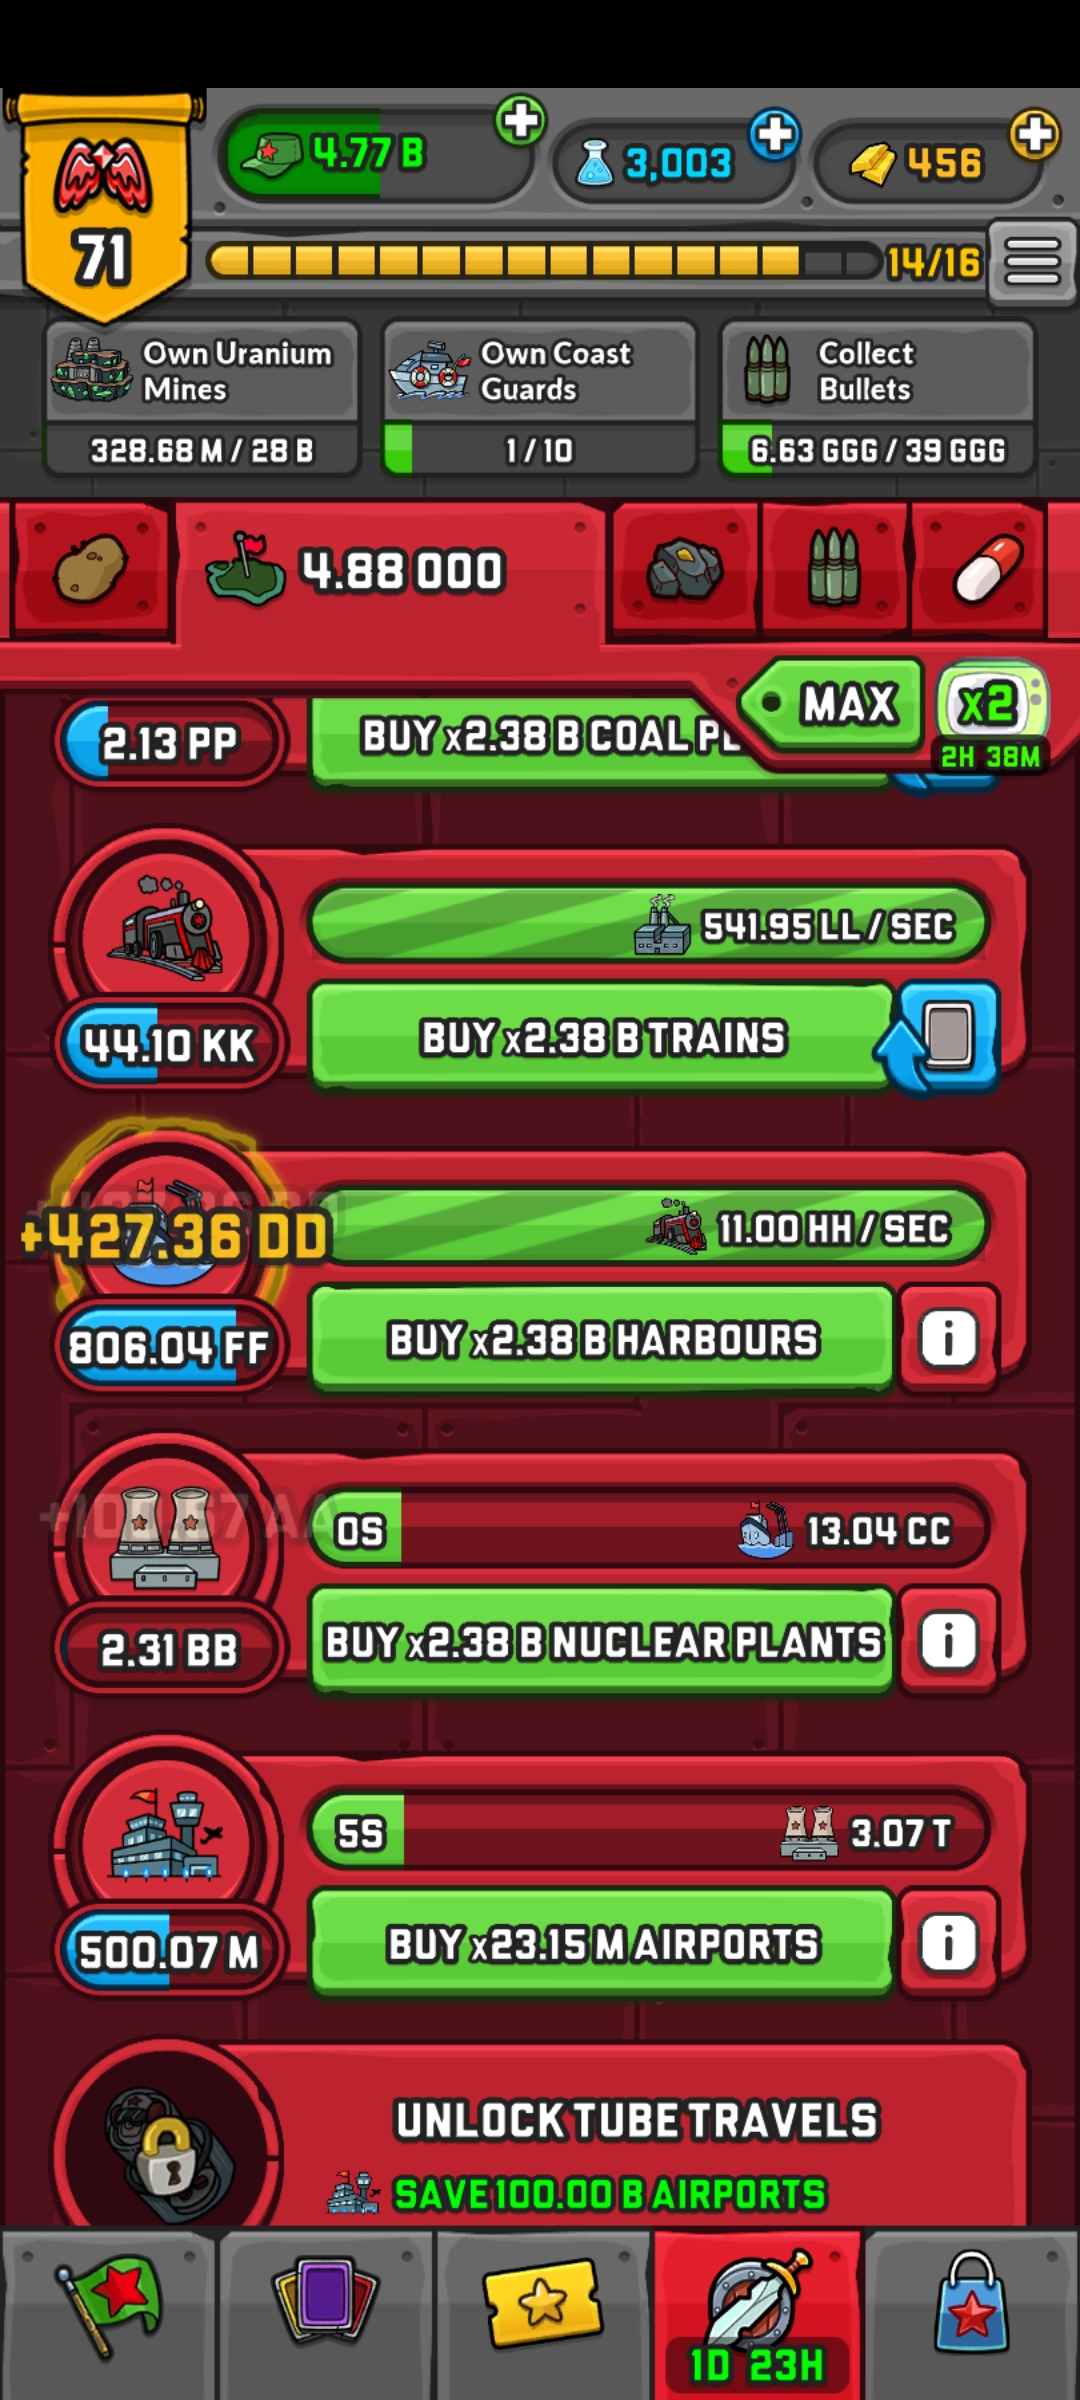 71
4.77 B
3,003
456
14/16
Own Uranium
Mines
328.68 M / 28 B
Own Coast
Guards
1 / 10
Collect
Bullets
6.63 GGG / 39 GGG
4.88 OOO
MAX
x2
2H 38M
2.13 PP
BUY x2.38 B COAL
541.95 LL / SEC
44.10 KK
BUY x2.38 B TRAINS
+427.36 DD
11.00 HH / SEC
806.04 FF
BUY x2.38 B HARBOURS
i
0S
13.04 CC
2.31 BB
BUY x2.38 B NUCLEAR PLANTS
i
5S
3.07 T
500.07 M
BUY x23.15 M AIRPORTS
i
UNLOCK TUBE TRAVELS
SAVE 100.00 B AIRPORTS
1D 23H